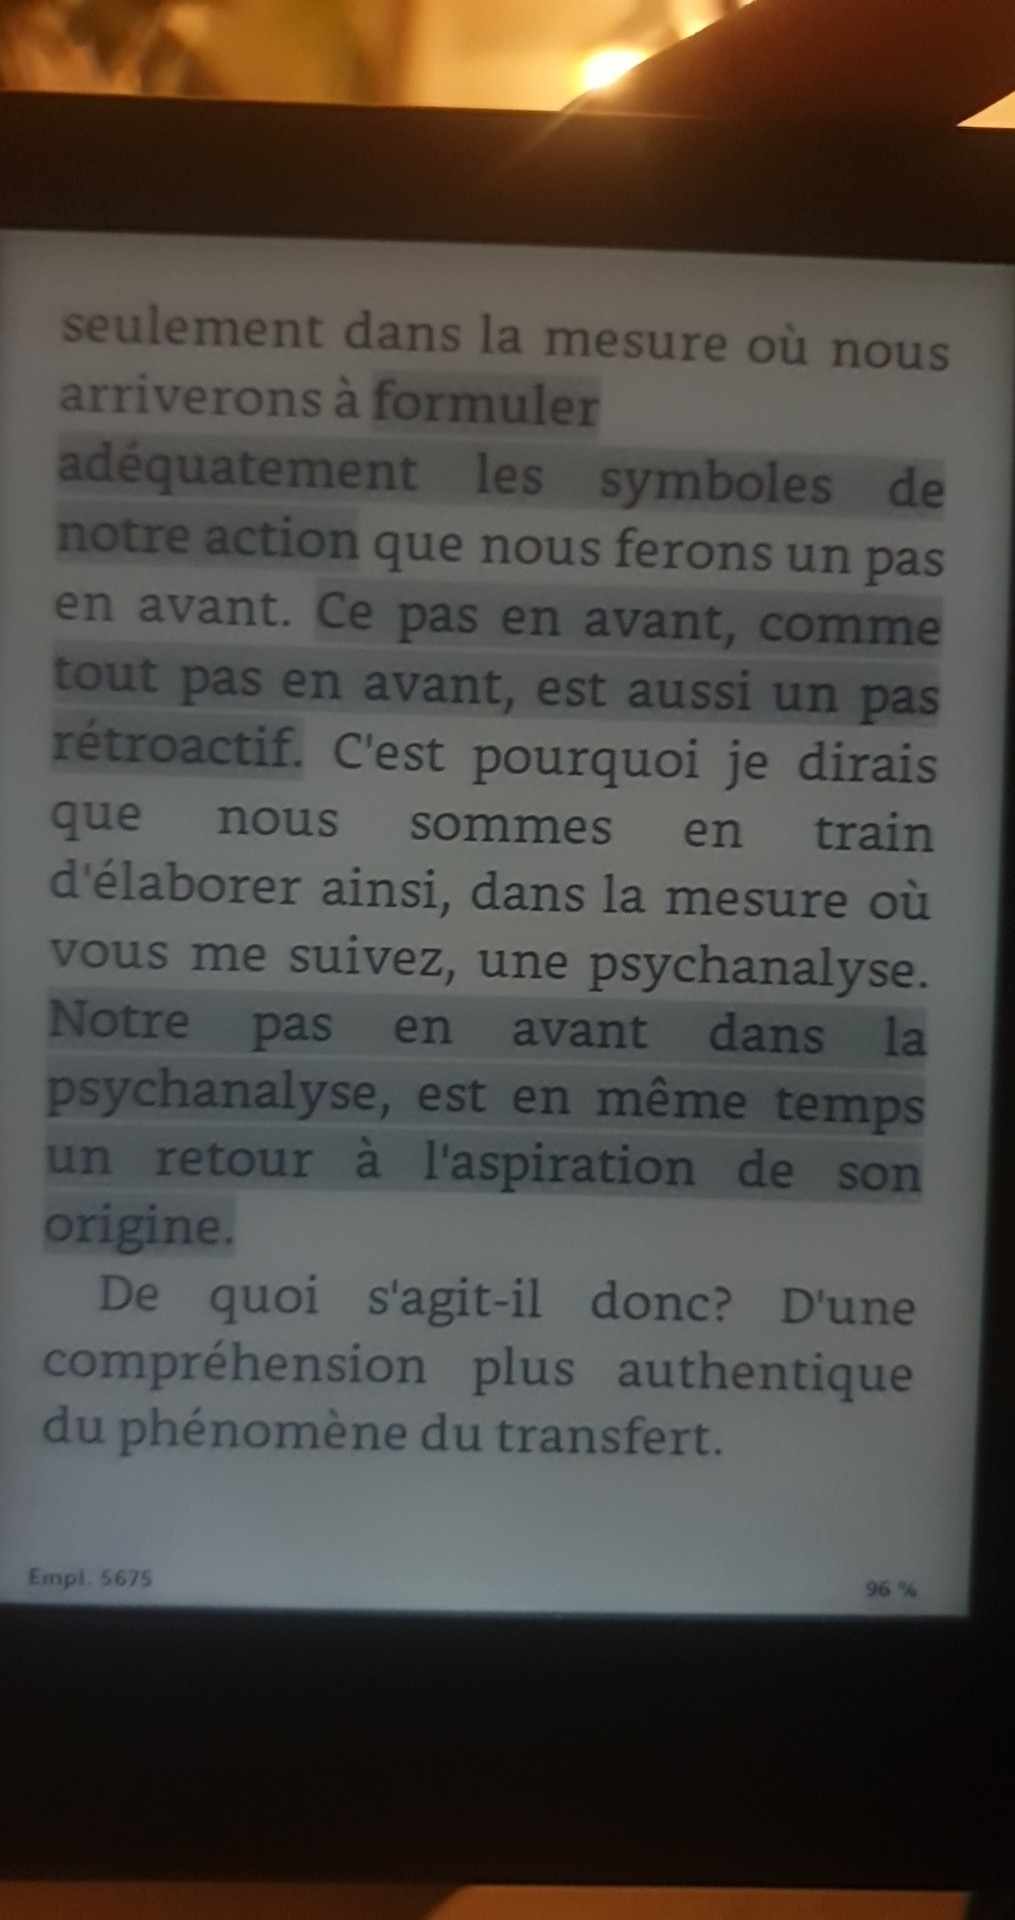 seulement dans la mesure où nous
arriverons à formuler
adéquatement les symboles de
notre action que nous ferons un pas
en avant. Ce pas en avant, comme
tout pas en avant, est aussi un pas
rétroactif. C'est pourquoi je dirais
que nous sommes en train
d'élaborer ainsi, dans la mesure où
vous me suivez, une psychanalyse.
Notre pas en avant dans la
psychanalyse, est en même temps
un retour à l'aspiration de son
origine.
De quoi s'agit-il donc? D'une
compréhension plus authentique
du phénomène du transfert.
Empl. 5675
96 %